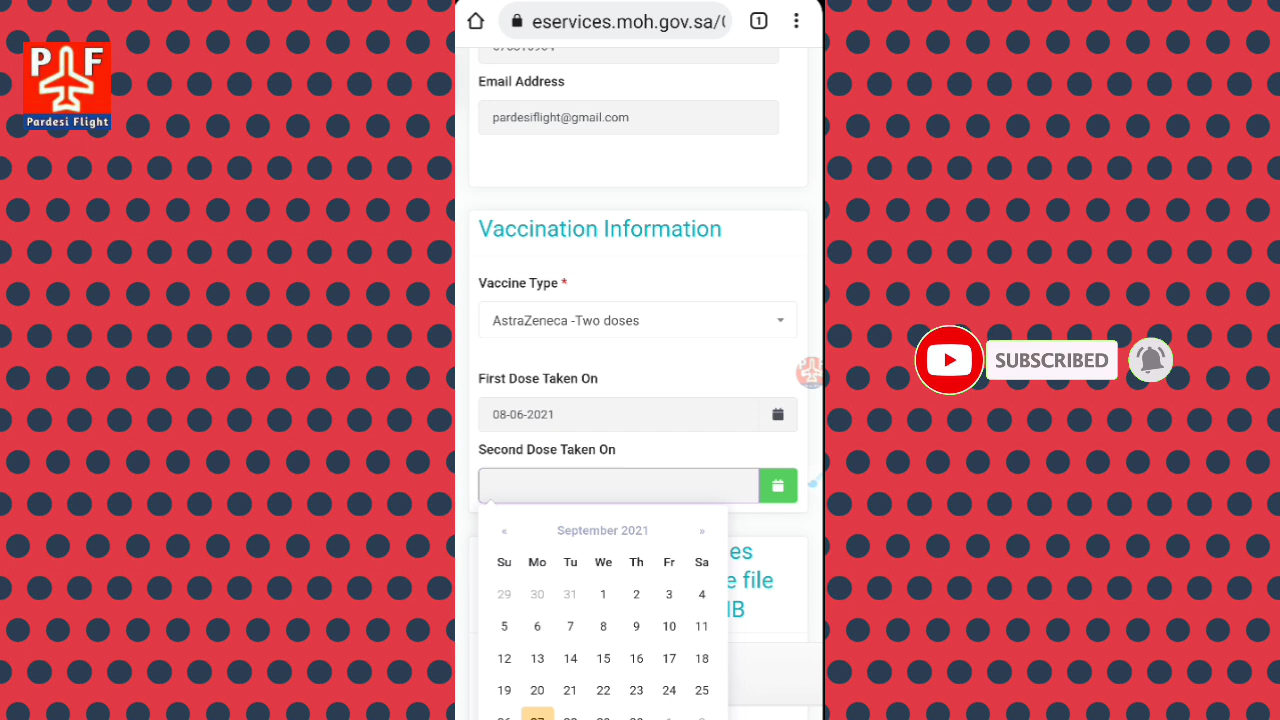 P F
Pardesi Flight
eservices.moh.gov.sa/
1
Email Address
pardesiflight@gmail.com
Vaccination Information
Vaccine Type *
AstraZeneca -Two doses
First Dose Taken On
08-06-2021
Second Dose Taken On
« September 2021 »
Su Mo Tu We Th Fr Sa
29 30 31 1 2 3 4
5 6 7 8 9 10 11
12 13 14 15 16 17 18
19 20 21 22 23 24 25
es
e file
IB
SUBSCRIBED